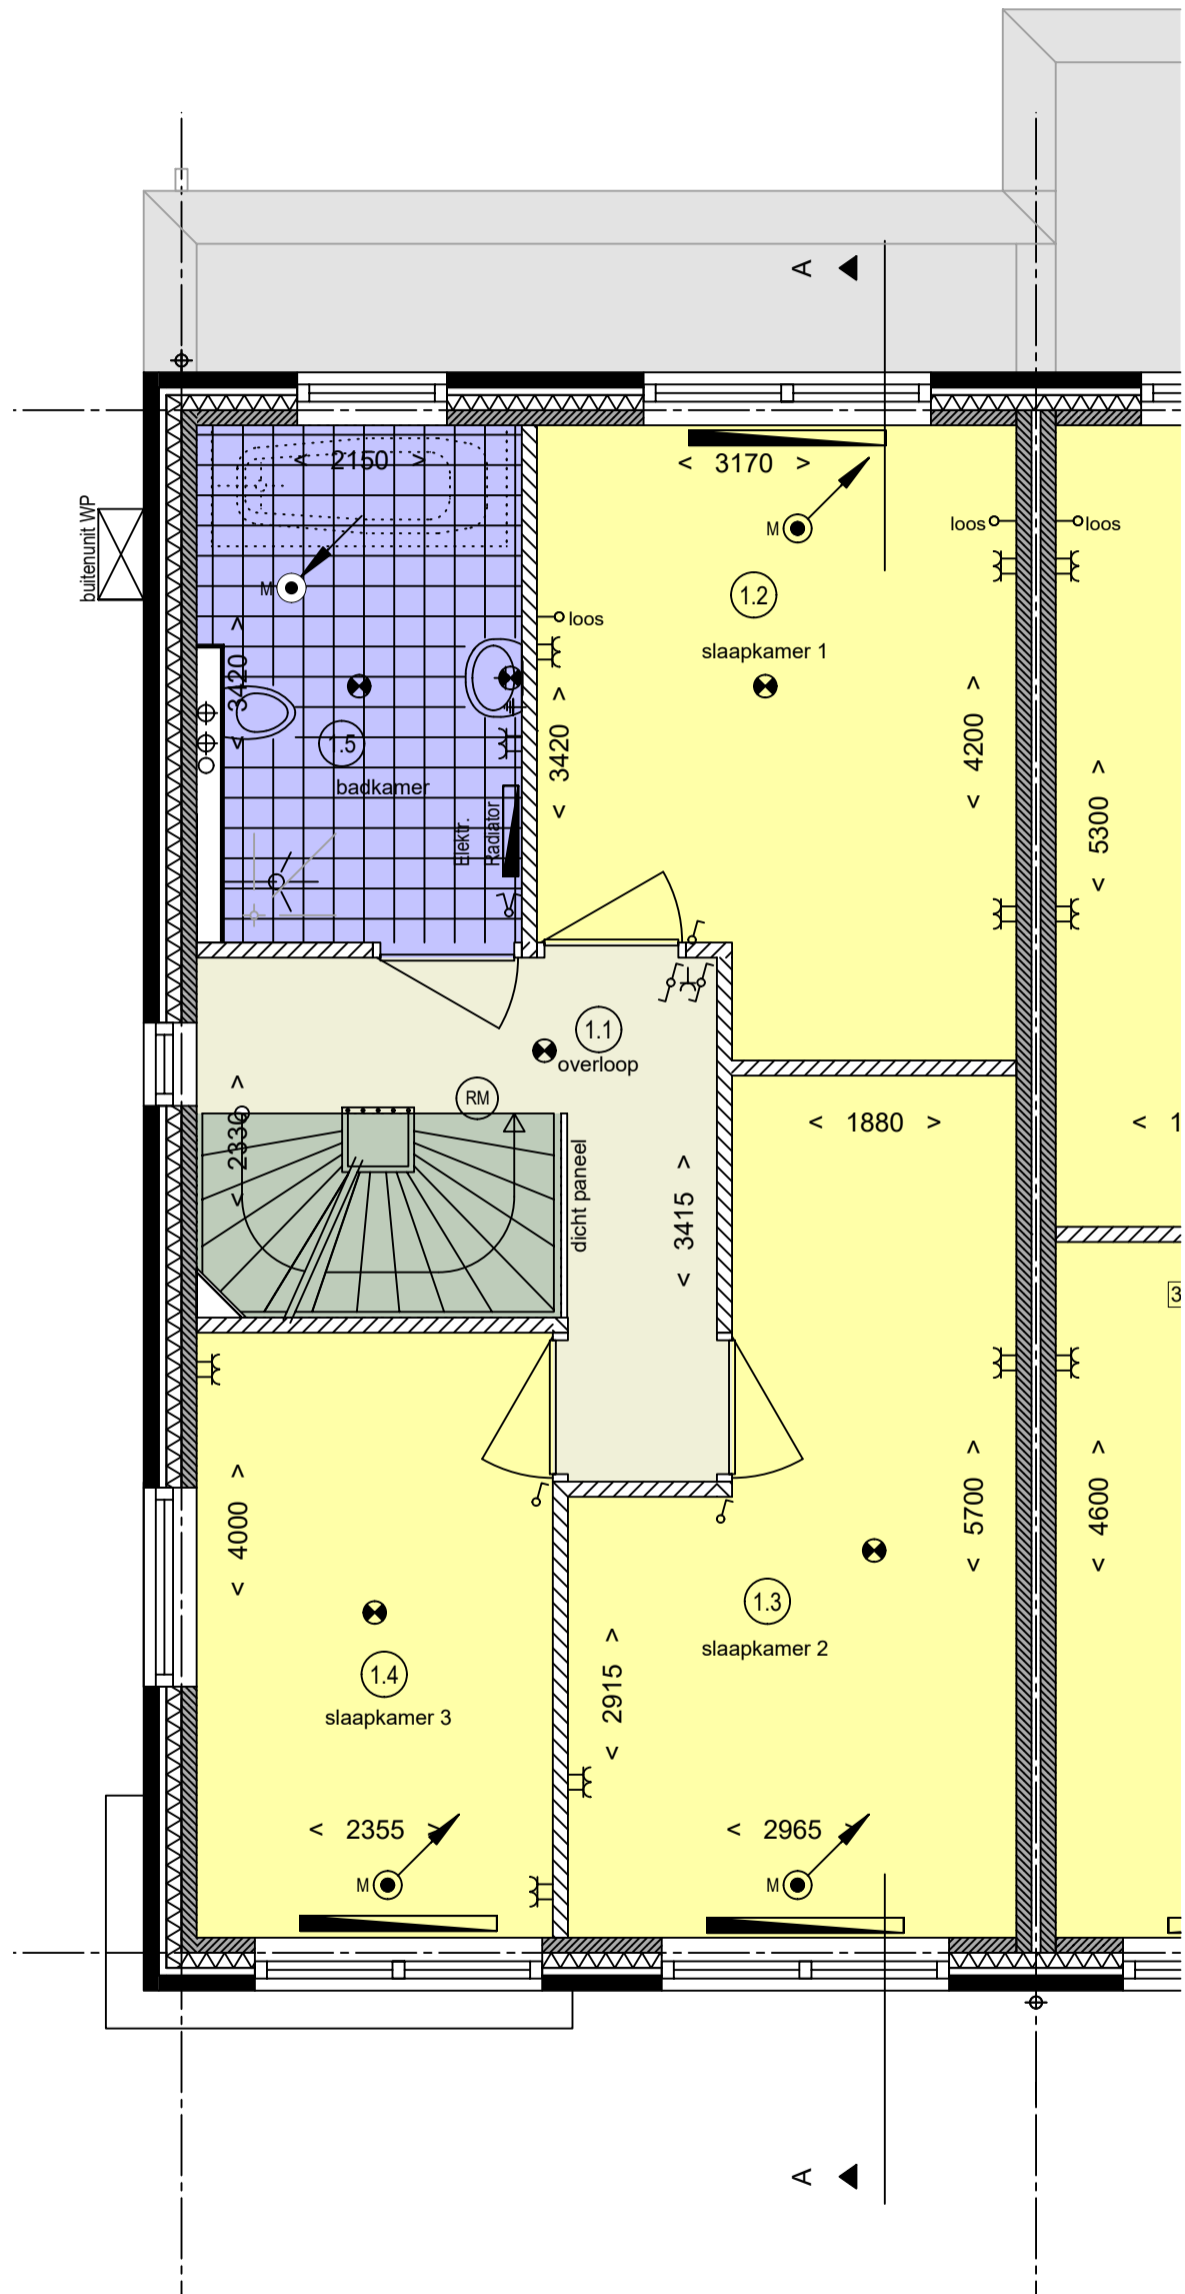 A
< 2150 >
< 3170 >
buitenunit WP
M
M
loos
loos
1.2
loos
slaapkamer 1
< 3420 >
< 3420 >
< 4200 >
1.5
badkamer
< 5300 >
Elektr.
Radiator
1.1
overloop
RM
< 2330 >
< 1880 >
< 1
dicht paneel
< 3415 >
3
< 4000 >
< 5700 >
< 4600 >
1.3
slaapkamer 2
1.4
slaapkamer 3
< 2915 >
< 2355 >
< 2965 >
M
M
A